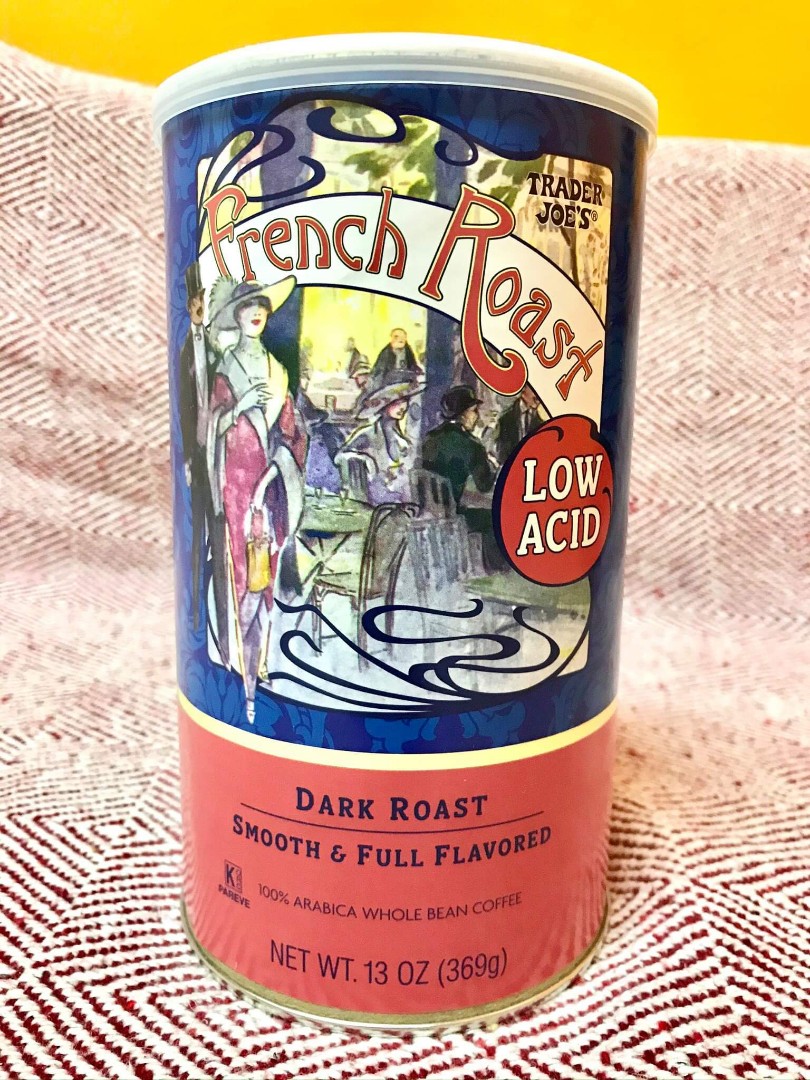 TRADER
JOE'S®
French Roast
LOW
ACID
DARK ROAST
SMOOTH & FULL FLAVORED
K
PAREVE
100% ARABICA WHOLE BEAN COFFEE
NET WT. 13 OZ (369g)